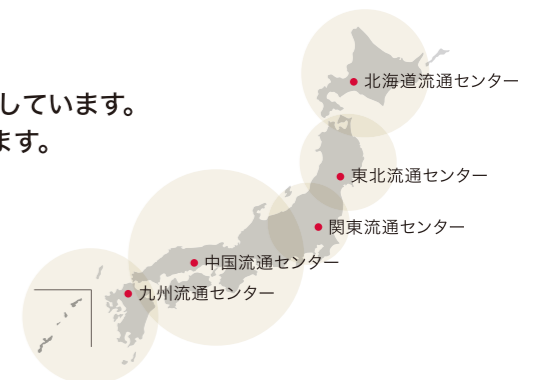 しています。
ます。
北海道流通センター
東北流通センター
関東流通センター
中国流通センター
九州流通センター